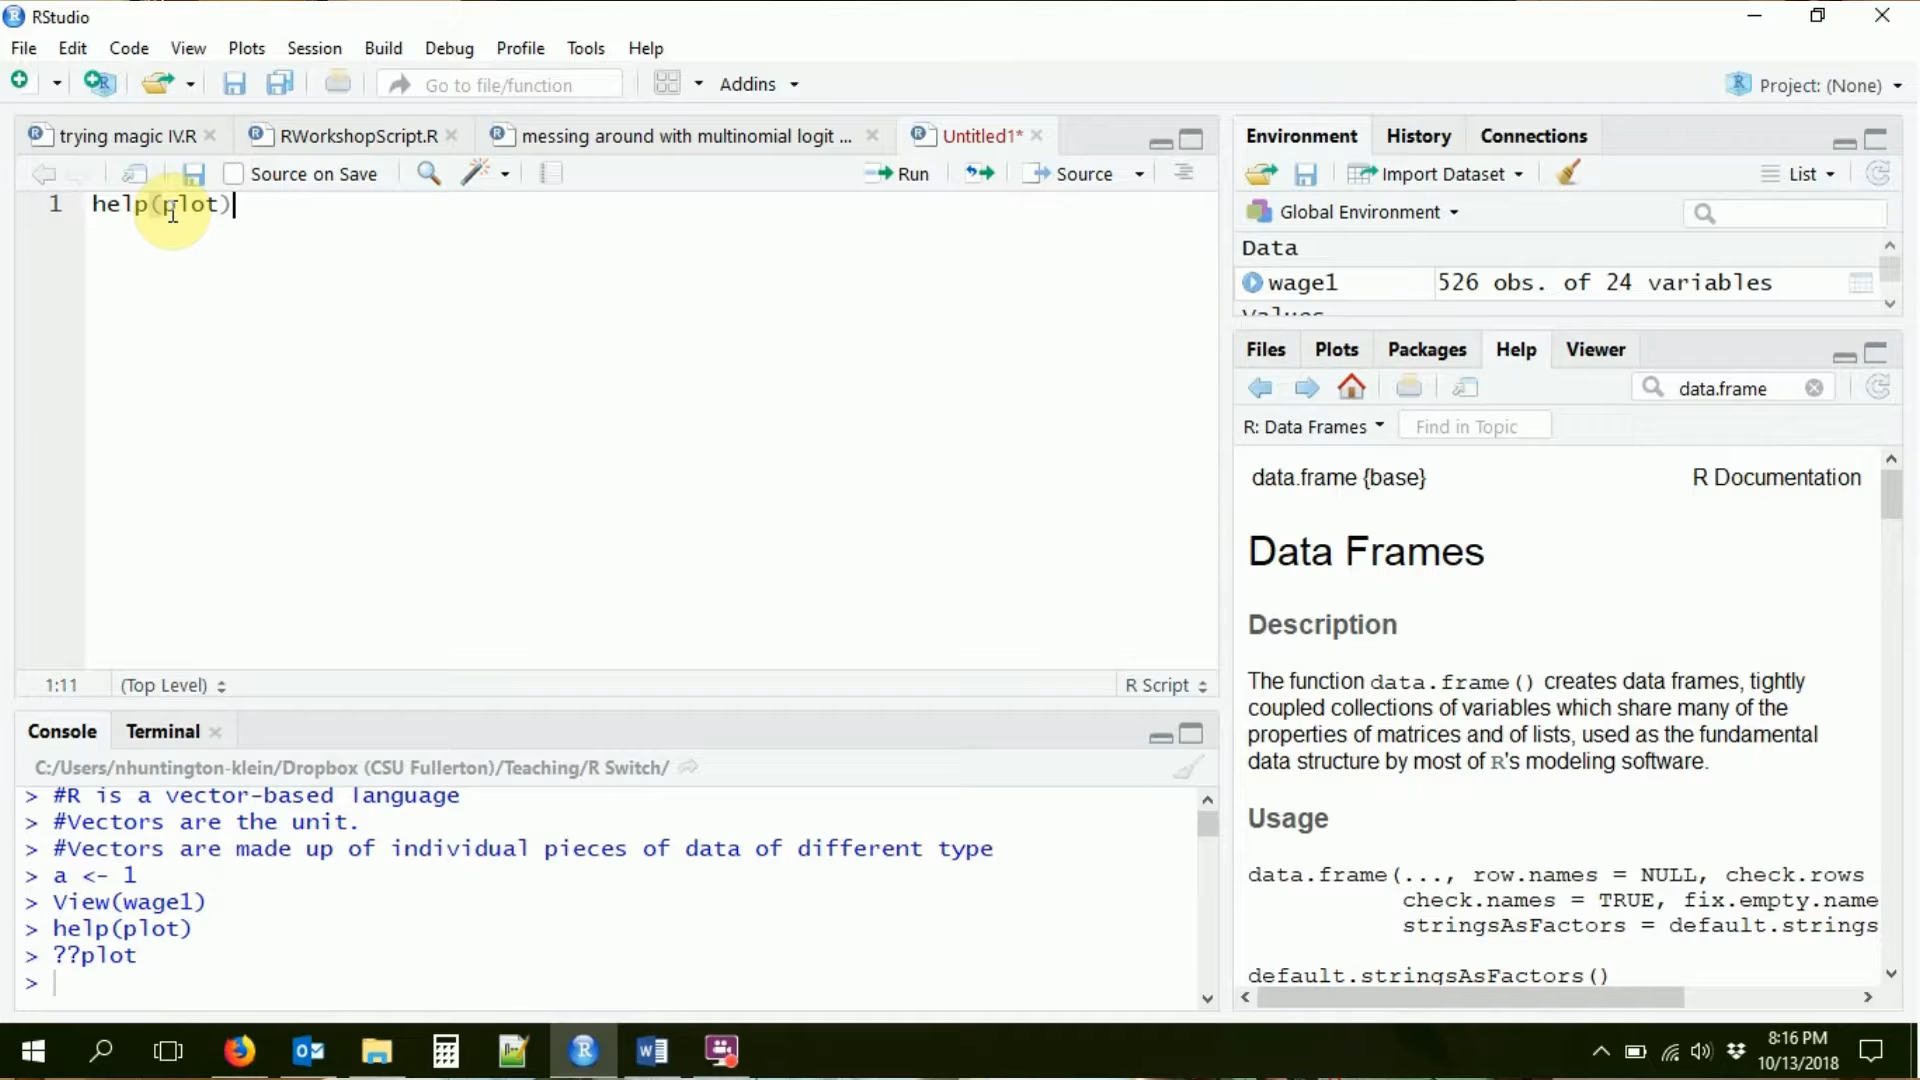 RStudio
File Edit Code View Plots Session Build Debug Profile Tools Help
Go to file/function Addins Project: (None)
trying magic IV.R RWorkshopScript.R messing around with multinomial logit ... Untitled1*
Source on Save Run Source
1 help(plot)
1:11 (Top Level) R Script
Console Terminal
C:/Users/nhuntington-klein/Dropbox (CSU Fullerton)/Teaching/R Switch/
> #R is a vector-based language
> #Vectors are the unit.
> #Vectors are made up of individual pieces of data of different type
> a <- 1
> View(wage1)
> help(plot)
> ??plot
>
Environment History Connections
Import Dataset List
Global Environment
Data
wage1 526 obs. of 24 variables
Values
Files Plots Packages Help Viewer
data.frame
R: Data Frames Find in Topic
data.frame {base} R Documentation
Data Frames
Description
The function data.frame() creates data frames, tightly
coupled collections of variables which share many of the
properties of matrices and of lists, used as the fundamental
data structure by most of R's modeling software.
Usage
data.frame(..., row.names = NULL, check.rows
check.names = TRUE, fix.empty.name
stringsAsFactors = default.strings
default.stringsAsFactors()
8:16 PM
10/13/2018